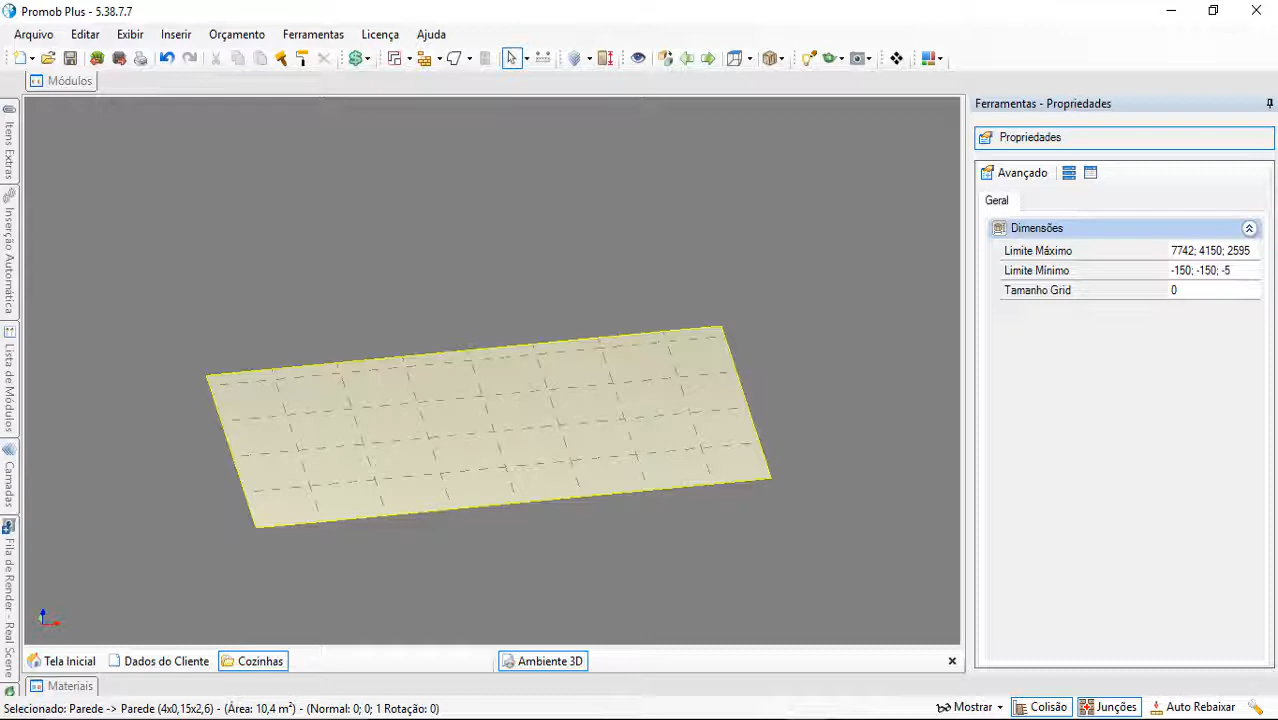 Promob Plus - 5.38.7.7
Arquivo Editar Exibir Inserir Orçamento Ferramentas Licença Ajuda
Módulos
Itens Extras
Inserção Automática
Lista de Módulos
Camadas
Fila de Render - Real Scene
Ferramentas - Propriedades
Propriedades
Avançado
Geral
Dimensões
Limite Máximo 7742; 4150; 2595
Limite Mínimo -150; -150; -5
Tamanho Grid 0
Tela Inicial Dados do Cliente Cozinhas Ambiente 3D
Materiais
Selecionado: Parede -> Parede (4x0,15x2,6) - (Área: 10,4 m²) - (Normal: 0; 0; 1 Rotação: 0)
Mostrar Colisão Junções Auto Rebaixar